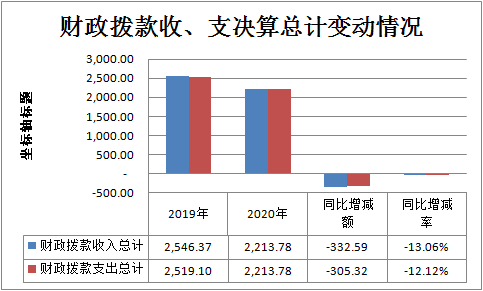 财政拨款收、支决算总计变动情况
坐标轴标题
3,000.00
2,500.00
2,000.00
1,500.00
1,000.00
500.00
-
-500.00
2019年 2020年 同比增减额 同比增减率
财政拨款收入总计 2,546.37 2,213.78 -332.59 -13.06%
财政拨款支出总计 2,519.10 2,213.78 -305.32 -12.12%